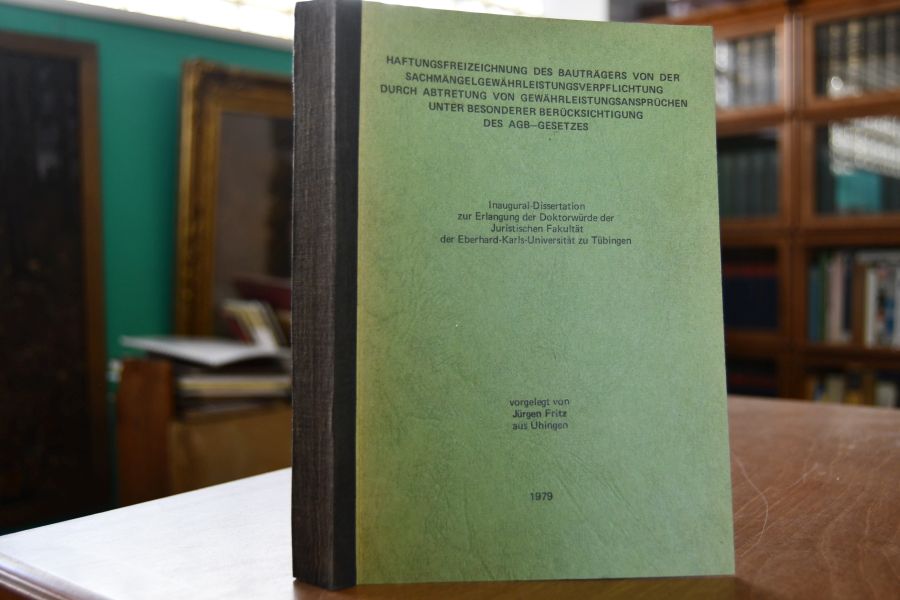 HAFTUNGSFREIZEICHNUNG DES BAUTRÄGERS VON DER
SACHMÄNGELGEWÄHRLEISTUNGSVERPFLICHTUNG
DURCH ABTRETUNG VON GEWÄHRLEISTUNGSANSPRÜCHEN
UNTER BESONDERER BERÜCKSICHTIGUNG
DES AGB—GESETZES
Inaugural-Dissertation
zur Erlangung der Doktorwürde der
Juristischen Fakultät
der Eberhard-Karls-Universität zu Tübingen
vorgelegt von
Jürgen Fritz
aus Uhingen
1979